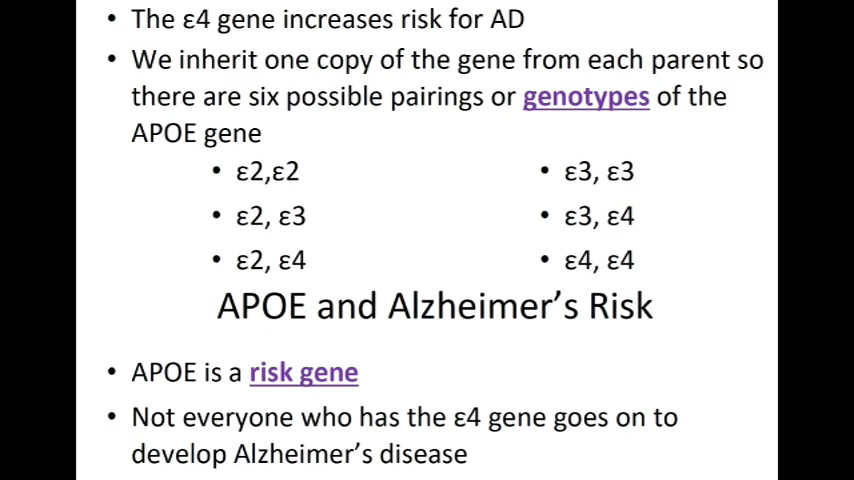 • The ε4 gene increases risk for AD
• We inherit one copy of the gene from each parent so
there are six possible pairings or genotypes of the
APOE gene
• ε2,ε2
• ε3, ε3
• ε2, ε3
• ε3, ε4
• ε2, ε4
• ε4, ε4
APOE and Alzheimer’s Risk
• APOE is a risk gene
• Not everyone who has the ε4 gene goes on to
develop Alzheimer’s disease